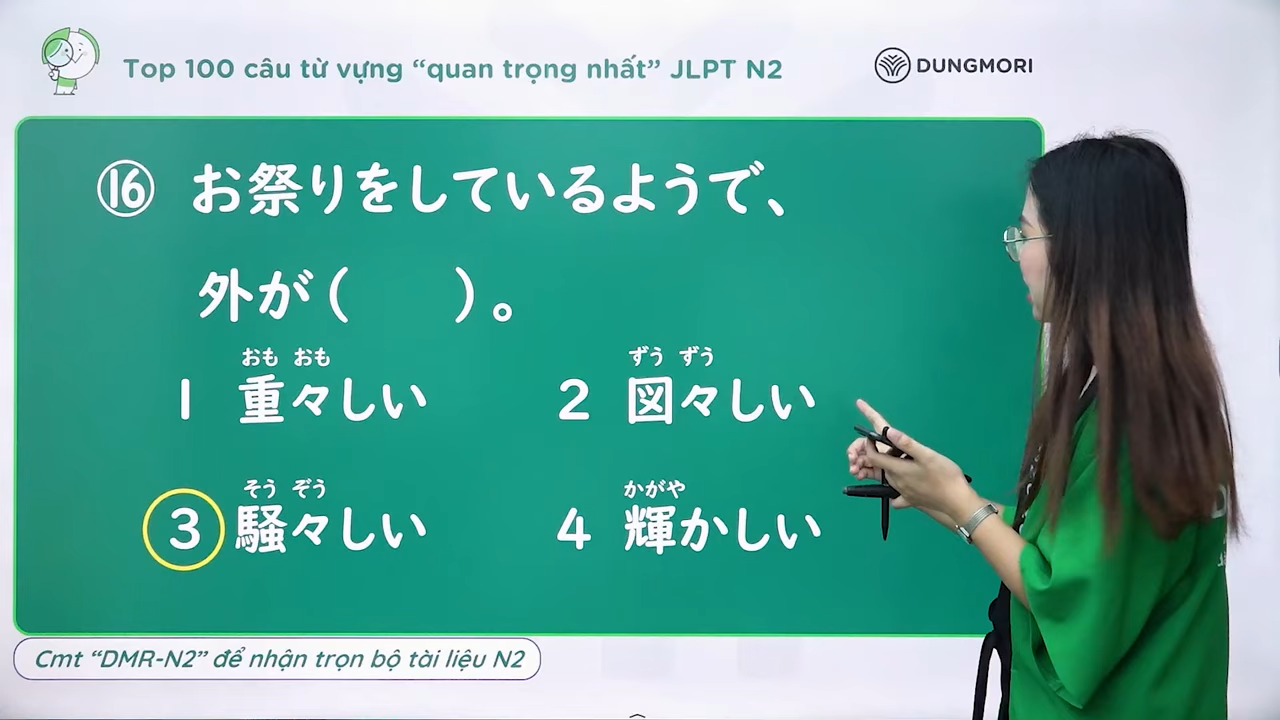 Top 100 câu từ vựng “quan trọng nhất” JLPT N2
DUNGMORI
⑯ お祭りをしているようで、
外が(　　)。
おも おも
1 重々しい
ずう ずう
2 図々しい
そう ぞう
3 騒々しい
かがや
4 輝かしい
Cmt “DMR-N2” để nhận trọn bộ tài liệu N2